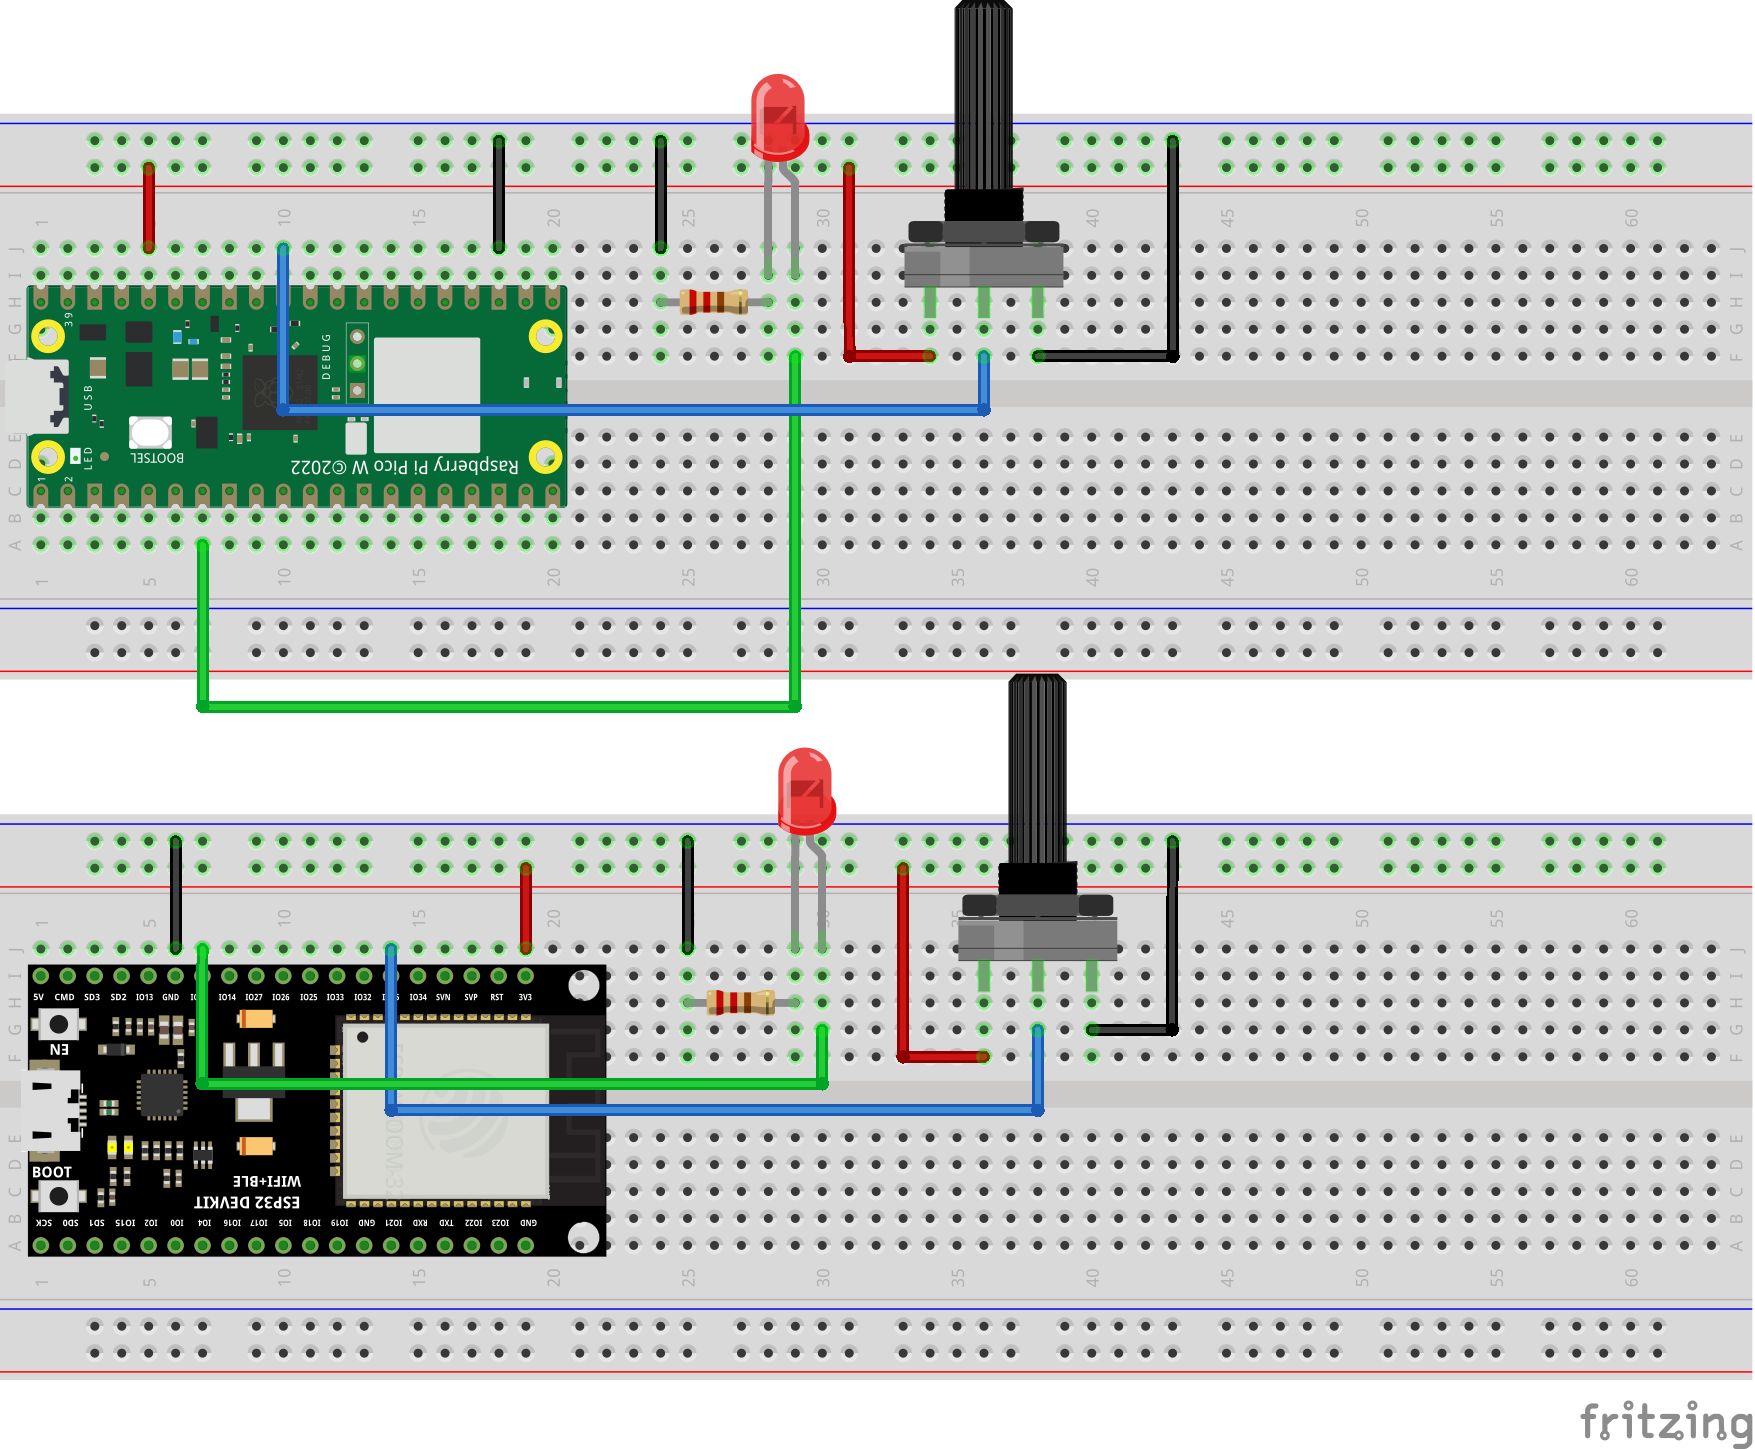 1 5 10 15 20 25 30 35 40 45 50 55 60
J J
I I
H H
G G
F F
39
USB
DEBUG
BOOTSEL
LED
Raspberry Pi Pico W ©2022
1 2
E E
D D
C C
B B
A A
1 5 10 15 20 25 30 35 40 45 50 55 60
1 5 10 15 20 25 30 40 45 50 55 60
J J
I I
H H
G G
F F
5V CMD SD3 SD2 IO13 GND IO14 IO27 IO26 IO25 IO33 IO32 IO34 SVN SVP RST 3V3
EN
E E
D D
C C
B B
A A
BOOT
WIFI+BLE
ESP32 DEVKIT
SCK SD0 SD1 IO15 IO2 IO0 IO4 IO16 IO17 IO5 IO18 IO19 GND IO21 RXD TXD IO22 IO23 GND
1 5 10 15 20 25 30 35 40 45 50 55 60
fritzing